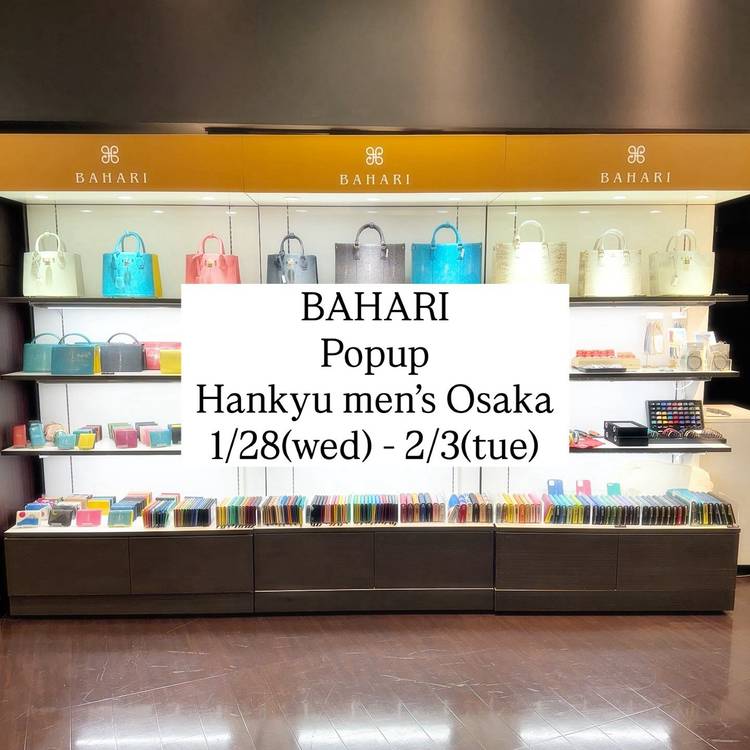 BAHARI
BAHARI
BAHARI
BAHARI
Popup
Hankyu men's Osaka
1/28(wed) - 2/3(tue)